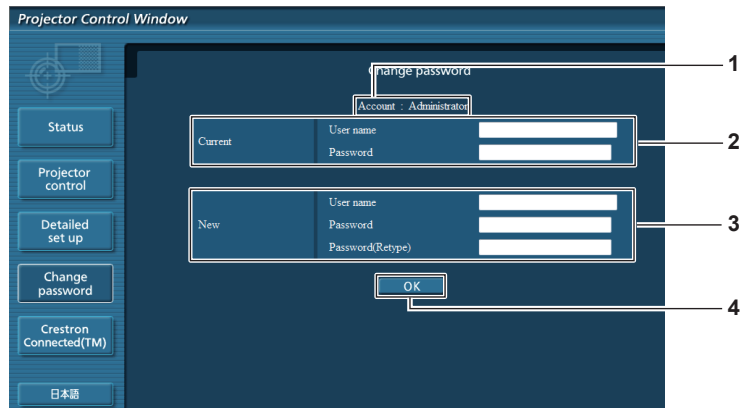 Projector Control Window
Change password
1
Account : Administrator
Status
Current
User name
Password
2
Projector
control
New
User name
Password
Password(Retype)
3
Detailed
set up
Change
password
OK
4
Crestron
Connected(TM)
日本語